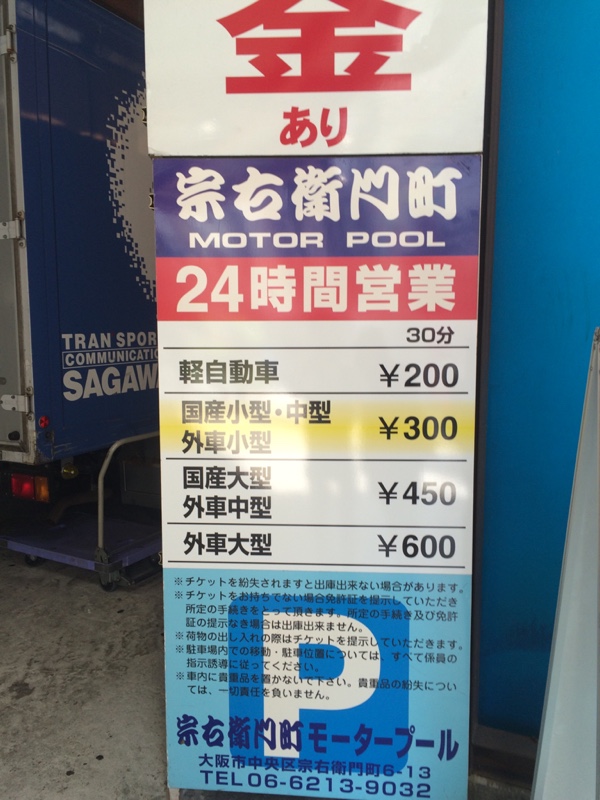 金
あり
宗右衛門町
MOTOR POOL
24時間営業
30分
軽自動車 ¥200
国産小型・中型
外車小型 ¥300
国産大型
外車中型 ¥450
外車大型 ¥600
※チケットを紛失されますと出庫出来ない場合があります。
※チケットをお持ちでない場合免許証を提示していただき
所定の手続きをとって頂きます。所定の手続き及び免許
証の提示なき場合は出庫出来ません。
※荷物の出し入れの際はチケットを提示していただきます。
※駐車場内での移動・駐車位置については、すべて係員の
指示誘導に従ってください。
※車内に貴重品を置かないで下さい。貴重品の紛失につい
ては、一切責任を負いません。
P
宗右衛門町モータープール
大阪市中央区宗右衛門町6-13
TEL 06-6213-9032
TRANSPOR
COMMUNICATIO
SAGAWA